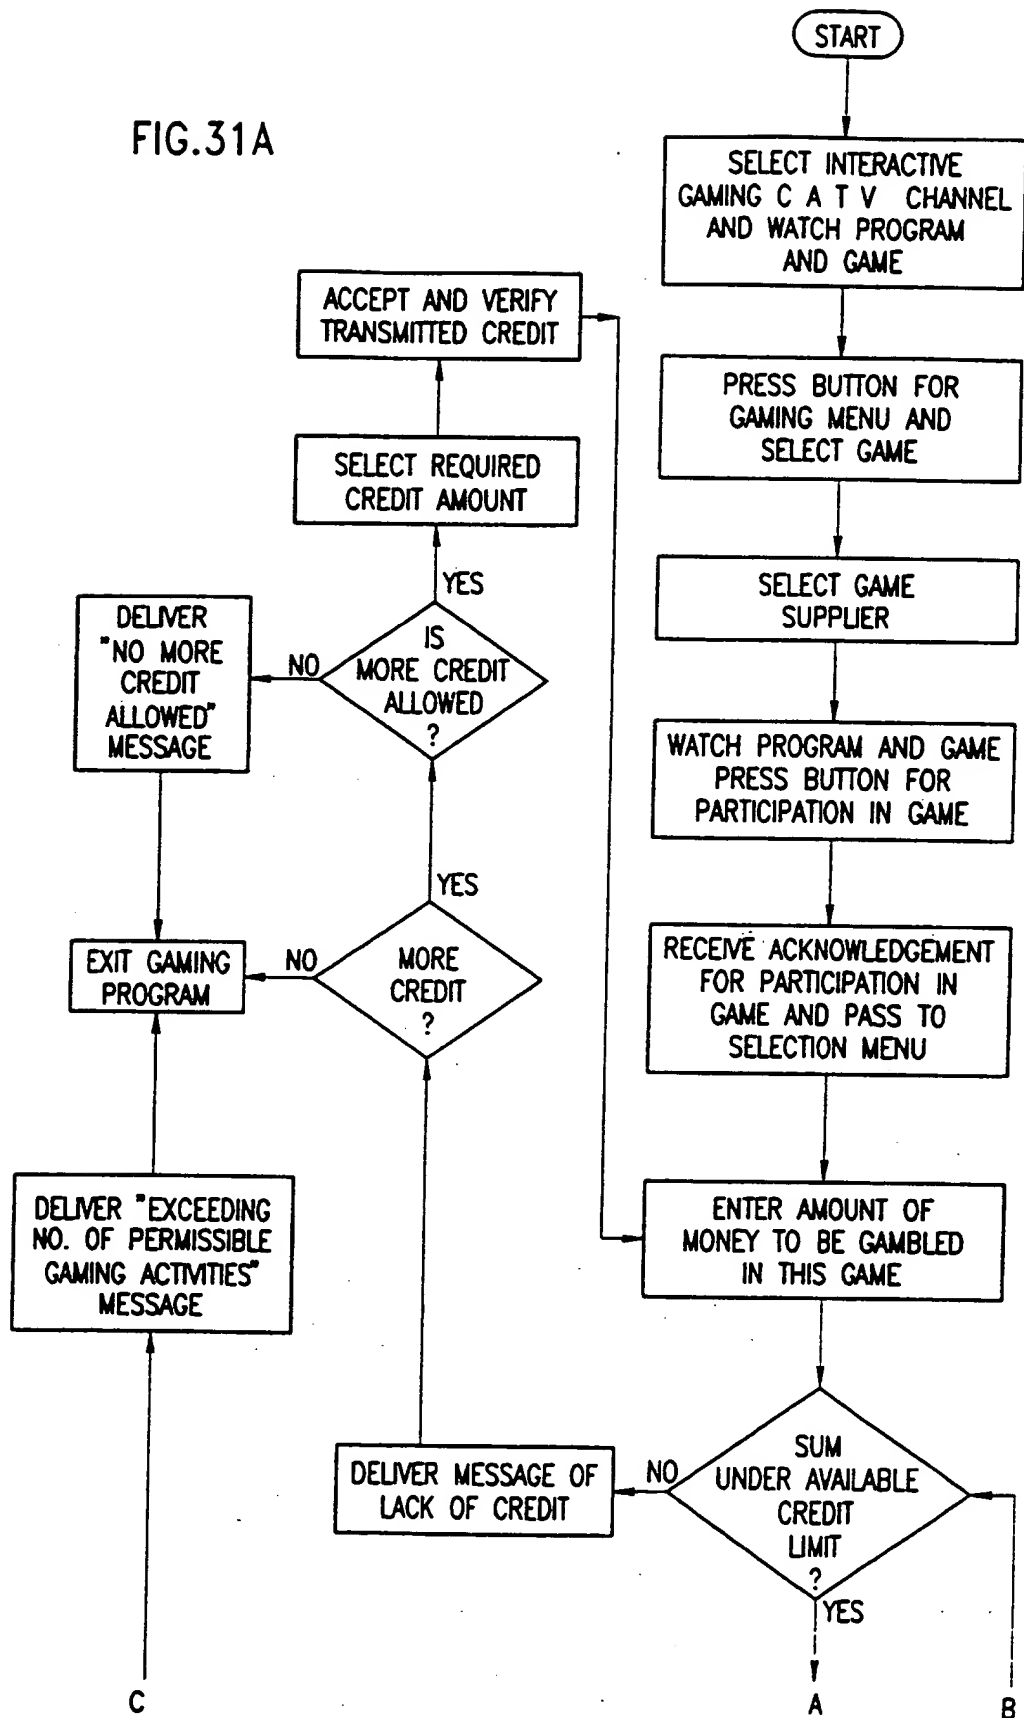 FIG.31A
START
SELECT INTERACTIVE
GAMING C A T V CHANNEL
AND WATCH PROGRAM
AND GAME
PRESS BUTTON FOR
GAMING MENU AND
SELECT GAME
SELECT GAME
SUPPLIER
WATCH PROGRAM AND GAME
PRESS BUTTON FOR
PARTICIPATION IN GAME
RECEIVE ACKNOWLEDGEMENT
FOR PARTICIPATION IN
GAME AND PASS TO
SELECTION MENU
ENTER AMOUNT OF
MONEY TO BE GAMBLED
IN THIS GAME
SUM
UNDER AVAILABLE
CREDIT
LIMIT
?
NO
YES
A
B
DELIVER MESSAGE OF
LACK OF CREDIT
MORE
CREDIT
?
NO
YES
IS
MORE CREDIT
ALLOWED
?
NO
YES
SELECT REQUIRED
CREDIT AMOUNT
ACCEPT AND VERIFY
TRANSMITTED CREDIT
DELIVER
"NO MORE
CREDIT
ALLOWED"
MESSAGE
EXIT GAMING
PROGRAM
DELIVER "EXCEEDING
NO. OF PERMISSIBLE
GAMING ACTIVITIES"
MESSAGE
C